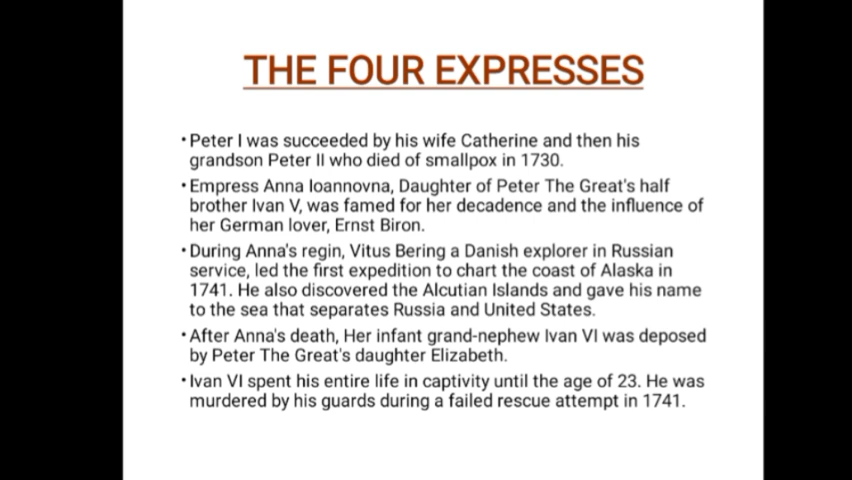 THE FOUR EXPRESSES
• Peter I was succeeded by his wife Catherine and then his
grandson Peter II who died of smallpox in 1730.
• Empress Anna Ioannovna, Daughter of Peter The Great's half
brother Ivan V, was famed for her decadence and the influence of
her German lover, Ernst Biron.
• During Anna's regin, Vitus Bering a Danish explorer in Russian
service, led the first expedition to chart the coast of Alaska in
1741. He also discovered the Alcutian Islands and gave his name
to the sea that separates Russia and United States.
• After Anna's death, Her infant grand-nephew Ivan VI was deposed
by Peter The Great's daughter Elizabeth.
• Ivan VI spent his entire life in captivity until the age of 23. He was
murdered by his guards during a failed rescue attempt in 1741.